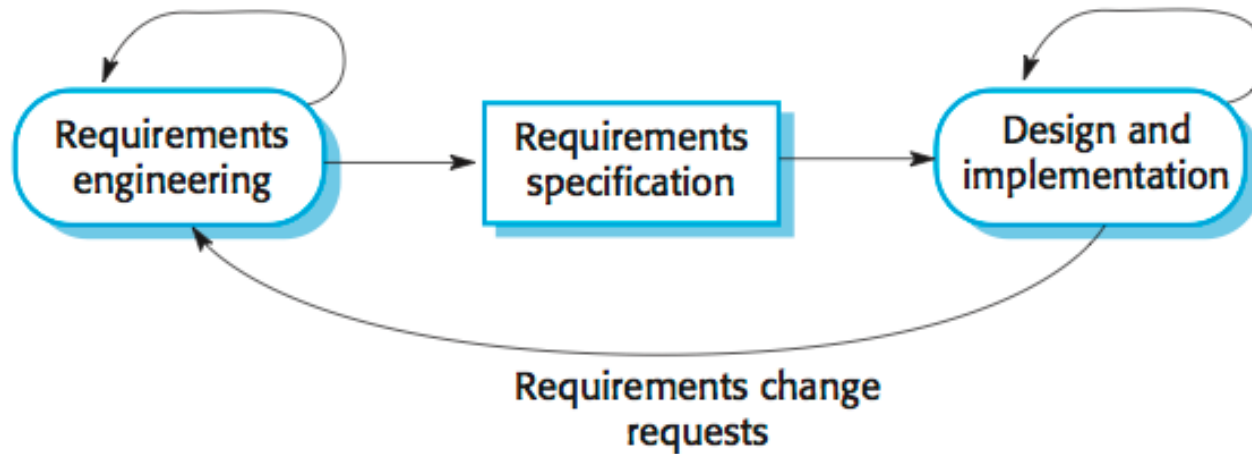 Requirements
engineering
Requirements
specification
Design and
implementation
Requirements change
requests